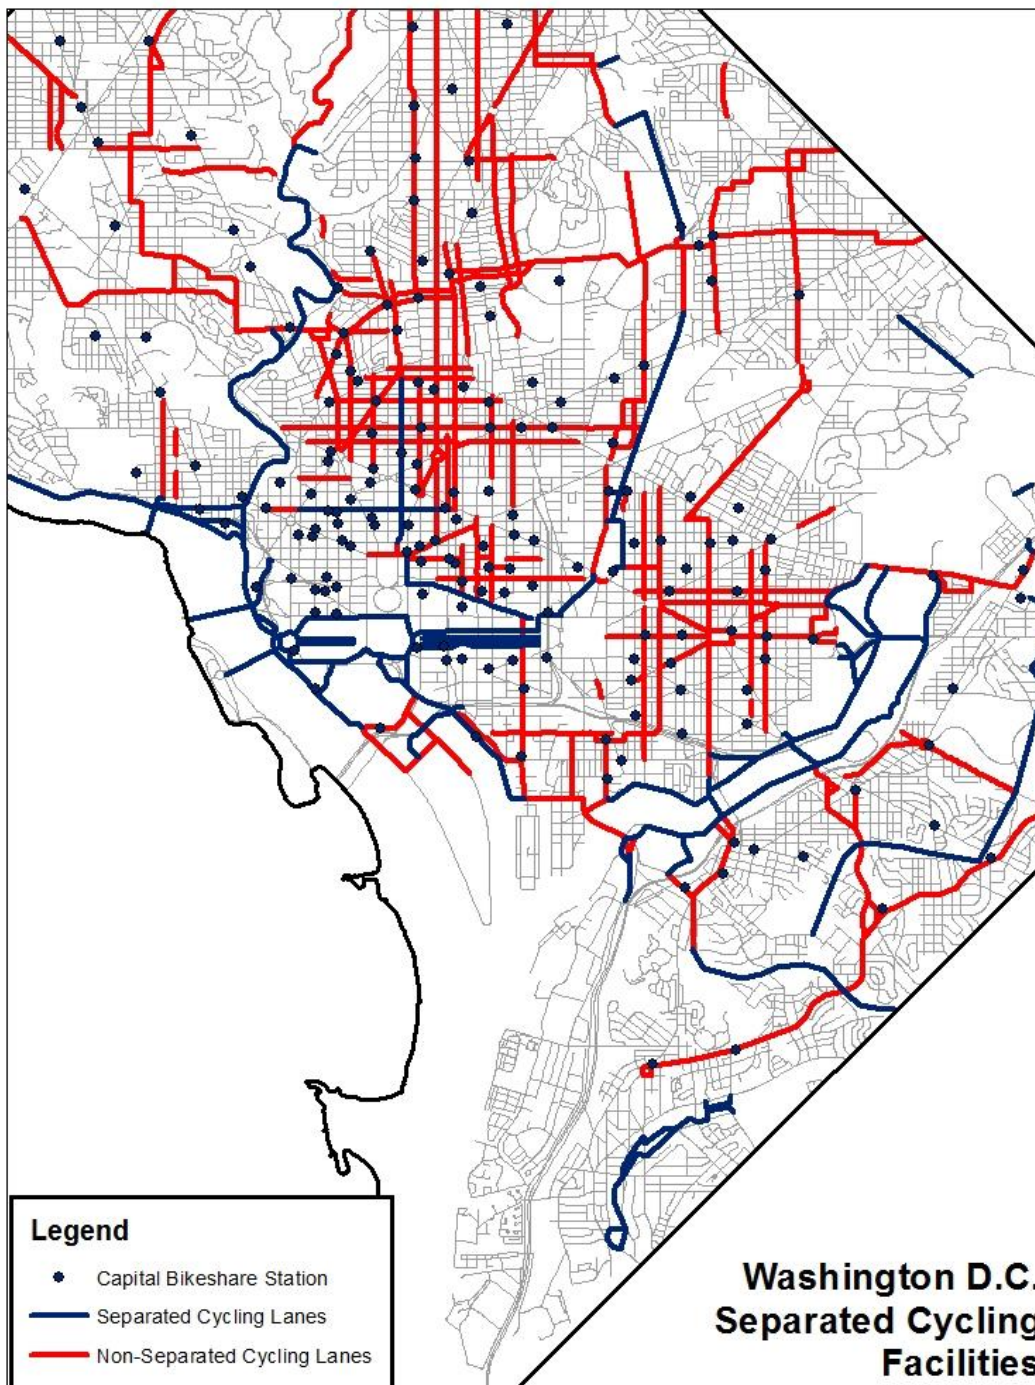 Legend
Capital Bikeshare Station
Separated Cycling Lanes
Non-Separated Cycling Lanes
Washington D.C.
Separated Cycling
Facilities